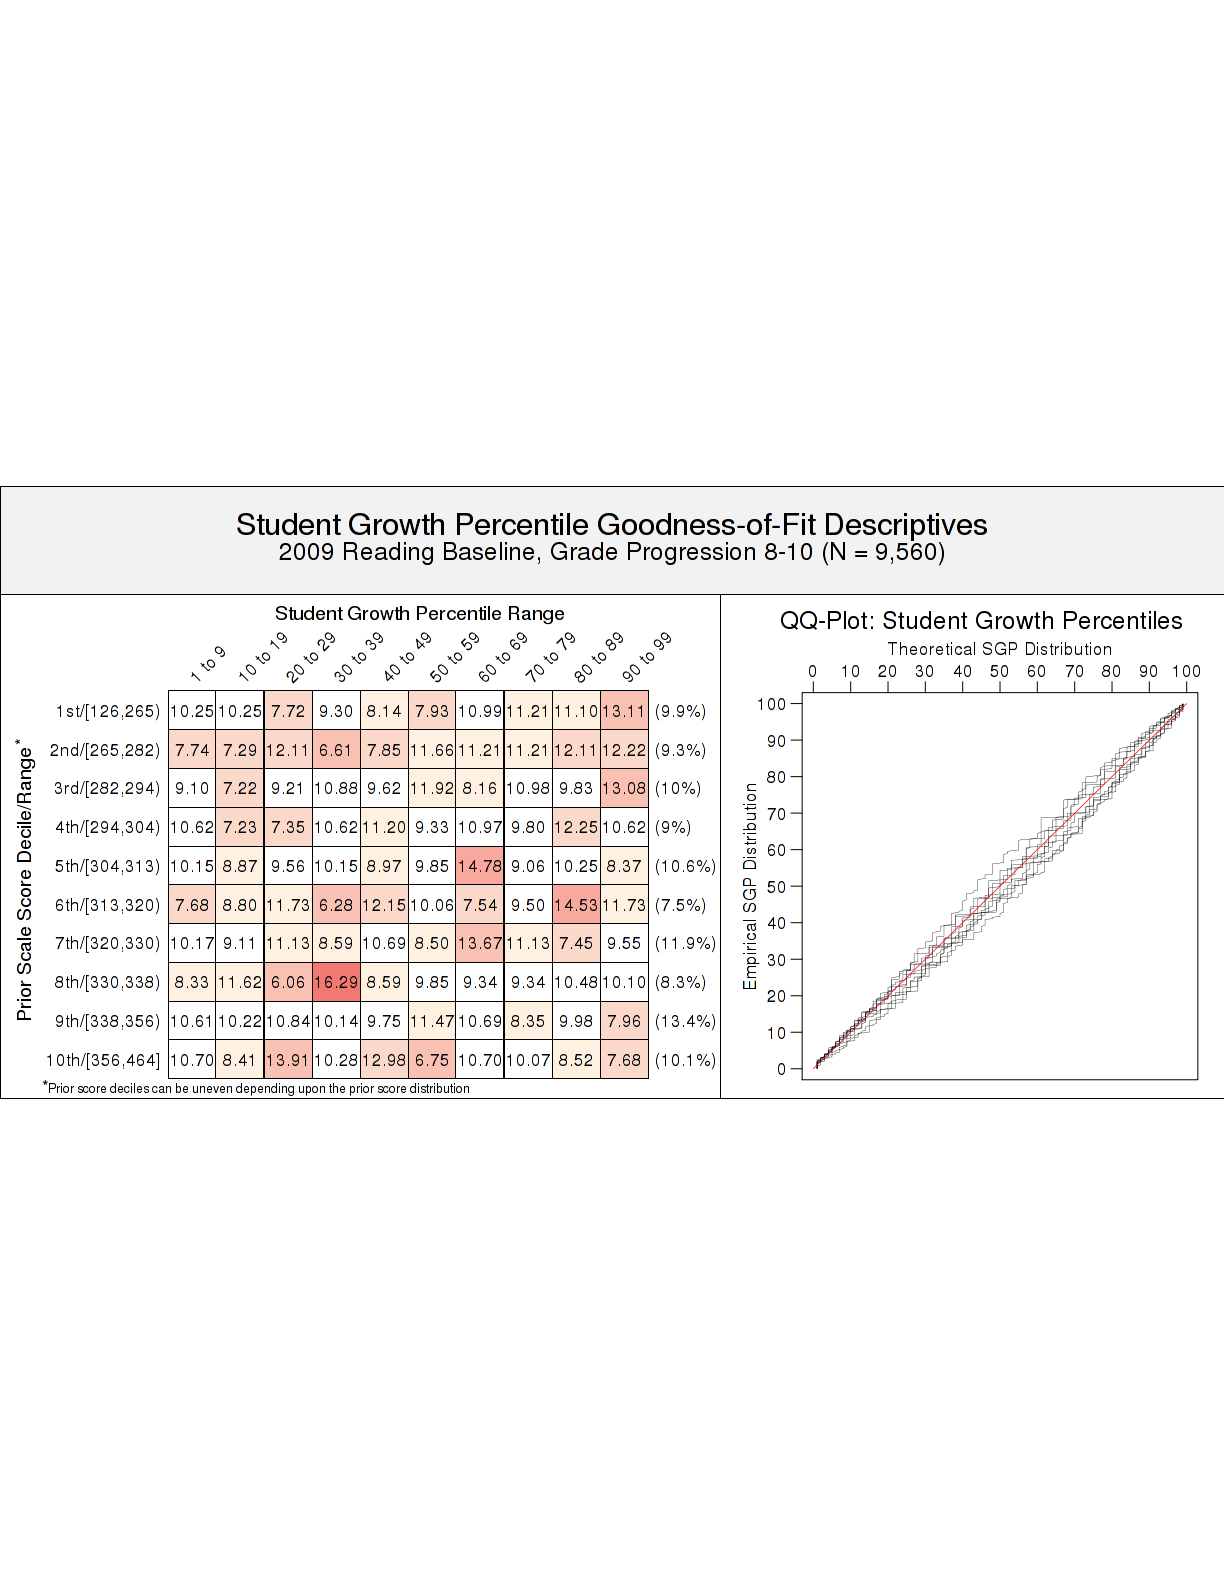 Student Growth Percentile Goodness-of-Fit Descriptives
2009 Reading Baseline, Grade Progression 8-10 (N = 9,560)
Student Growth Percentile Range
1 to 9 10 to 19 20 to 29 30 to 39 40 to 49 50 to 59 60 to 69 70 to 79 80 to 89 90 to 99
Prior Scale Score Decile/Range*
1st/[126,265) 10.25 10.25 7.72 9.30 8.14 7.93 10.99 11.21 11.10 13.11 (9.9%)
2nd/[265,282) 7.74 7.29 12.11 6.61 7.85 11.66 11.21 11.21 12.11 12.22 (9.3%)
3rd/[282,294) 9.10 7.22 9.21 10.88 9.62 11.92 8.16 10.98 9.83 13.08 (10%)
4th/[294,304) 10.62 7.23 7.35 10.62 11.20 9.33 10.97 9.80 12.25 10.62 (9%)
5th/[304,313) 10.15 8.87 9.56 10.15 8.97 9.85 14.78 9.06 10.25 8.37 (10.6%)
6th/[313,320) 7.68 8.80 11.73 6.28 12.15 10.06 7.54 9.50 14.53 11.73 (7.5%)
7th/[320,330) 10.17 9.11 11.13 8.59 10.69 8.50 13.67 11.13 7.45 9.55 (11.9%)
8th/[330,338) 8.33 11.62 6.06 16.29 8.59 9.85 9.34 9.34 10.48 10.10 (8.3%)
9th/[338,356) 10.61 10.22 10.84 10.14 9.75 11.47 10.69 8.35 9.98 7.96 (13.4%)
10th/[356,464] 10.70 8.41 13.91 10.28 12.98 6.75 10.70 10.07 8.52 7.68 (10.1%)
*Prior score deciles can be uneven depending upon the prior score distribution
QQ-Plot: Student Growth Percentiles
Theoretical SGP Distribution
0 10 20 30 40 50 60 70 80 90 100
Empirical SGP Distribution
100
90
80
70
60
50
40
30
20
10
0